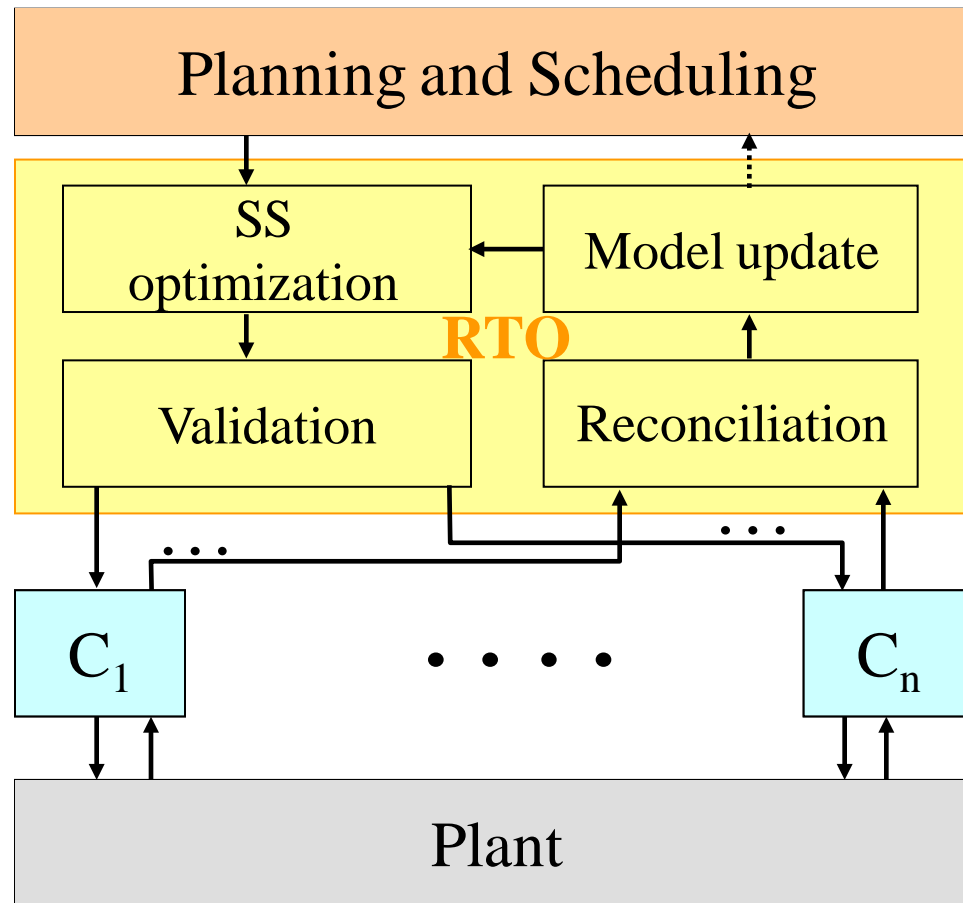 Planning and Scheduling
SS
optimization
Model update
RTO
Validation
Reconciliation
. . .
. . .
C1
. . . .
Cn
Plant